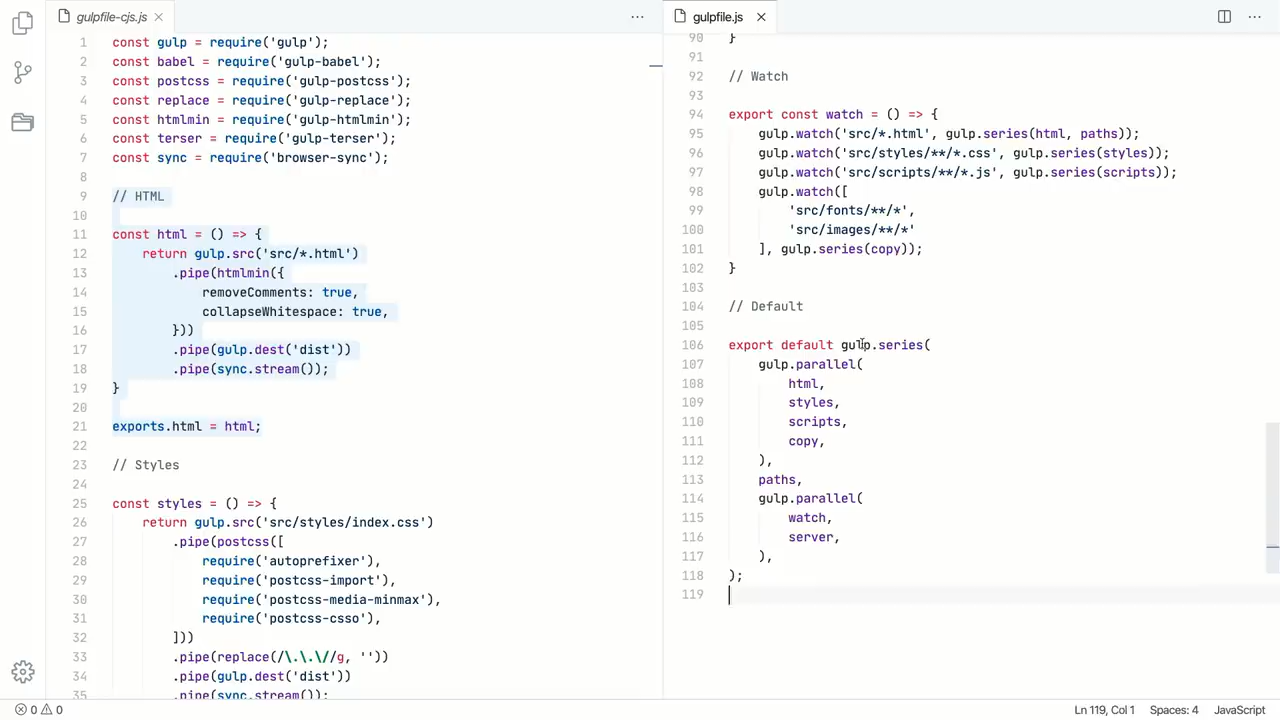 gulpfile-cjs.js
1 const gulp = require('gulp');
2 const babel = require('gulp-babel');
3 const postcss = require('gulp-postcss');
4 const replace = require('gulp-replace');
5 const htmlmin = require('gulp-htmlmin');
6 const terser = require('gulp-terser');
7 const sync = require('browser-sync');
8
9 // HTML
10
11 const html = () => {
12 return gulp.src('src/*.html')
13 .pipe(htmlmin({
14 removeComments: true,
15 collapseWhitespace: true,
16 }))
17 .pipe(gulp.dest('dist'))
18 .pipe(sync.stream());
19 }
20
21 exports.html = html;
22
23 // Styles
24
25 const styles = () => {
26 return gulp.src('src/styles/index.css')
27 .pipe(postcss([
28 require('autoprefixer'),
29 require('postcss-import'),
30 require('postcss-media-minmax'),
31 require('postcss-csso'),
32 ]))
33 .pipe(replace(/\.\.\//g, ''))
34 .pipe(gulp.dest('dist'))
35 .pipe(sync.stream());
gulpfile.js
90 }
91
92 // Watch
93
94 export const watch = () => {
95 gulp.watch('src/*.html', gulp.series(html, paths));
96 gulp.watch('src/styles/**/*.css', gulp.series(styles));
97 gulp.watch('src/scripts/**/*.js', gulp.series(scripts));
98 gulp.watch([
99 'src/fonts/**/*',
100 'src/images/**/*'
101 ], gulp.series(copy));
102 }
103
104 // Default
105
106 export default gulp.series(
107 gulp.parallel(
108 html,
109 styles,
110 scripts,
111 copy,
112 ),
113 paths,
114 gulp.parallel(
115 watch,
116 server,
117 ),
118 );
119
0 0
Ln 119, Col 1
Spaces: 4
JavaScript